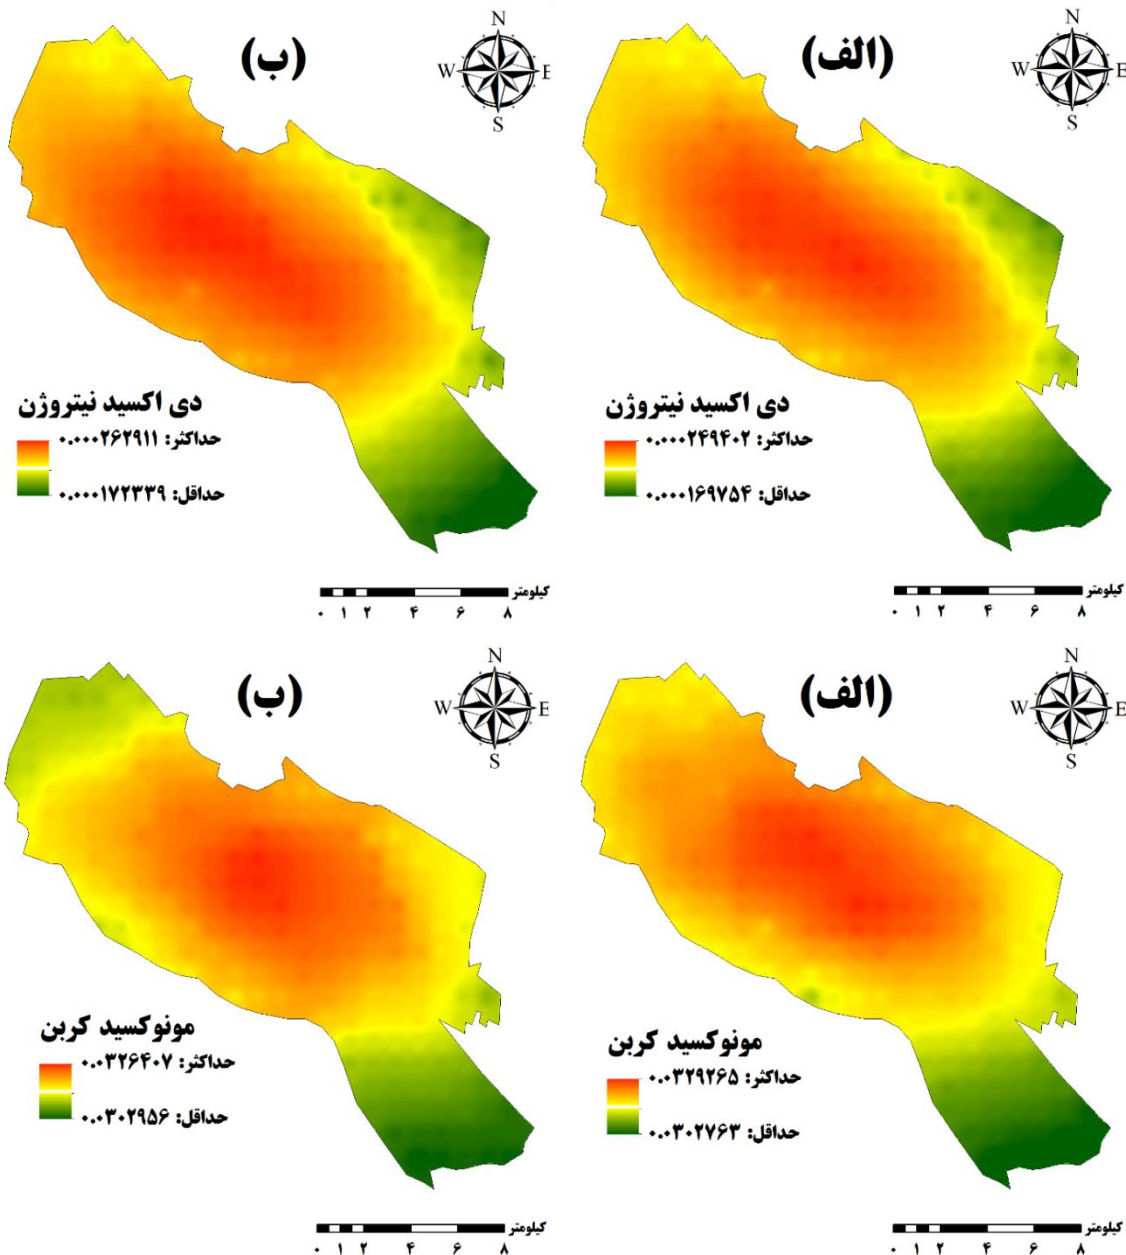 (الف)
N
W E
S
دی اکسید نیتروژن
حداکثر: ۰.۰۰۰۲۴۹۴۰۲
حداقل: ۰.۰۰۰۱۶۹۷۵۴
کیلومتر
۰ ۱ ۲ ۴ ۶ ۸
(ب)
N
W E
S
دی اکسید نیتروژن
حداکثر: ۰.۰۰۰۲۶۲۹۱۱
حداقل: ۰.۰۰۰۱۷۲۳۳۹
کیلومتر
۰ ۱ ۲ ۴ ۶ ۸
(الف)
N
W E
S
مونوکسید کربن
حداکثر: ۰.۰۳۲۹۲۶۵
حداقل: ۰.۰۳۰۲۷۶۳
کیلومتر
۰ ۱ ۲ ۴ ۶ ۸
(ب)
N
W E
S
مونوکسید کربن
حداکثر: ۰.۰۳۲۶۴۰۷
حداقل: ۰.۰۳۰۲۹۵۶
کیلومتر
۰ ۱ ۲ ۴ ۶ ۸